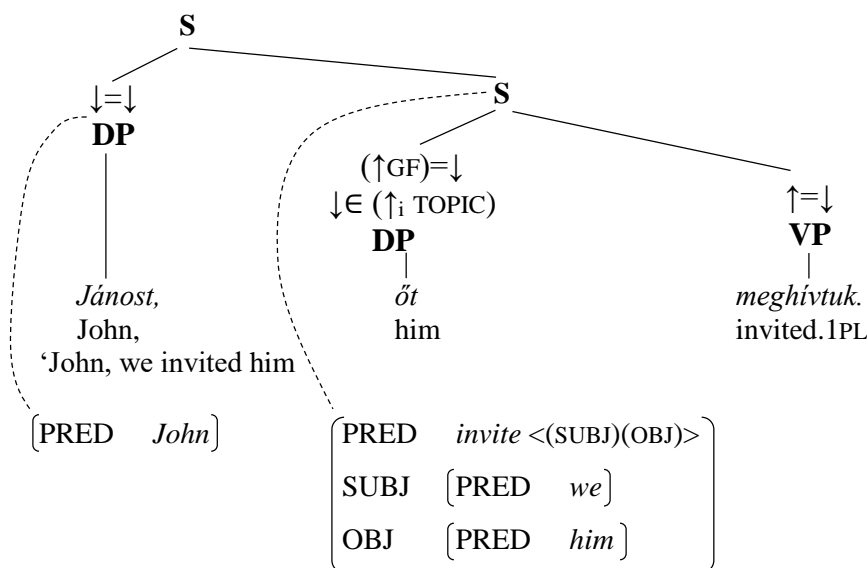 S
↓=↓
DP
S
(↑GF)=↓
↓∈ (↑i TOPIC)
DP
↑=↓
VP
Jánost,
őt
meghívtuk.
John,
him
invited.1PL
‘John, we invited him
PRED John
PRED invite <(SUBJ)(OBJ)>
SUBJ PRED we
OBJ PRED him